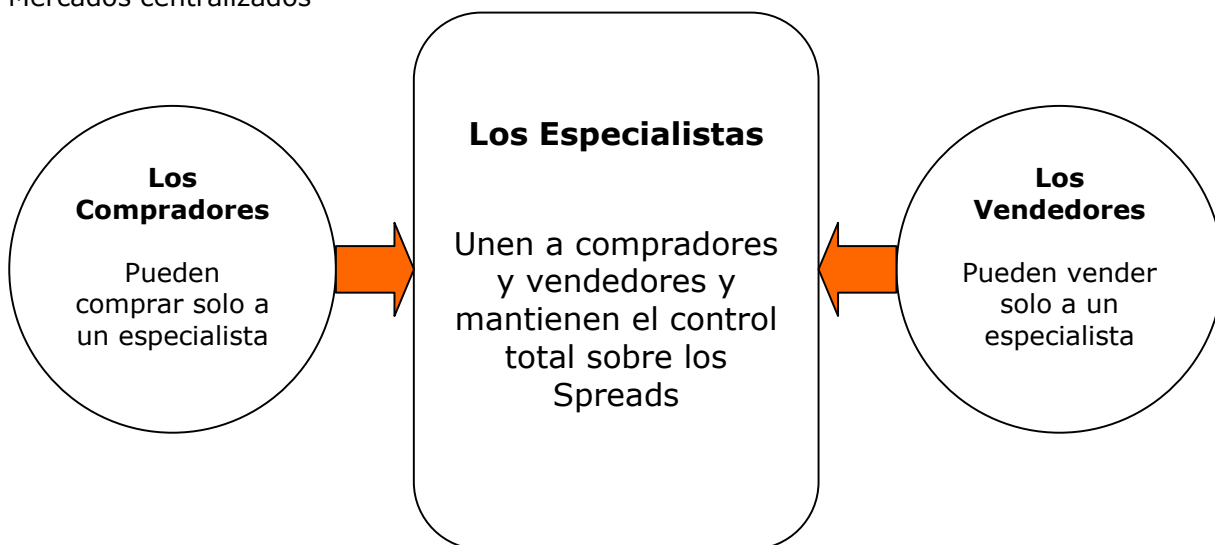 Mercados centralizados
Los
Compradores
Pueden
comprar solo a
un especialista
Los Especialistas
Unen a compradores
y vendedores y
mantienen el control
total sobre los
Spreads
Los
Vendedores
Pueden vender
solo a un
especialista